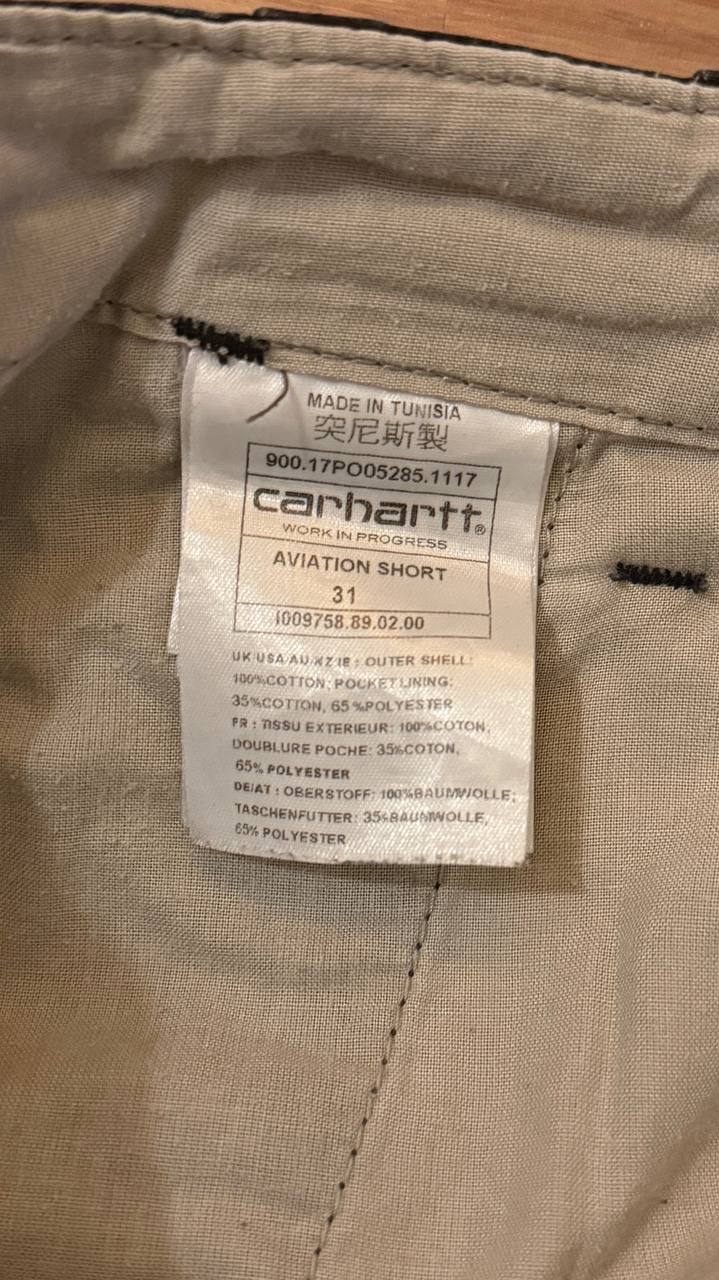 MADE IN TUNISIA
突尼斯製
900.17PO05285.1117
carhartt®
WORK IN PROGRESS
AVIATION SHORT
31
I009758.89.02.00
UK USA AU NZ IE : OUTER SHELL:
100%COTTON; POCKET LINING:
35%COTTON, 65%POLYESTER
FR : TISSU EXTERIEUR: 100%COTON,
DOUBLURE POCHE: 35%COTON,
65% POLYESTER
DE/AT : OBERSTOFF: 100%BAUMWOLLE;
TASCHENFUTTER: 35%BAUMWOLLE,
65% POLYESTER